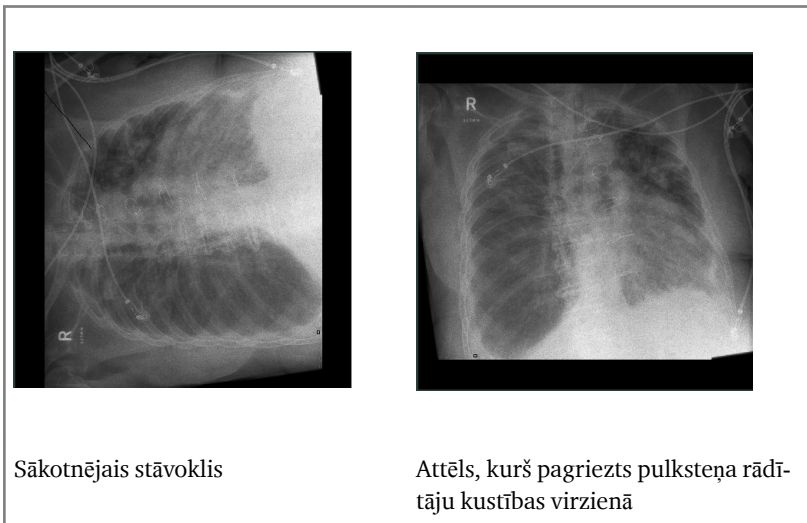 R
R
Sākotnējais stāvoklis
Attēls, kurš pagriezts pulksteņa rādī-
tāju kustības virzienā